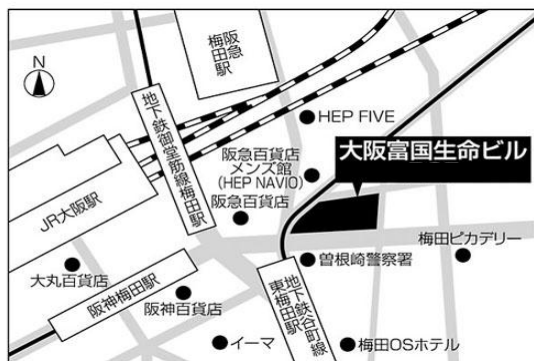 N
阪急
梅田駅
地下鉄御堂筋線梅田駅
HEP FIVE
阪急百貨店
メンズ館
(HEP NAVIO)
大阪富国生命ビル
阪急百貨店
JR大阪駅
大丸百貨店
阪神梅田駅
阪神百貨店
曽根崎警察署
梅田ピカデリー
地下鉄谷町線
東梅田駅
イーマ
梅田OSホテル